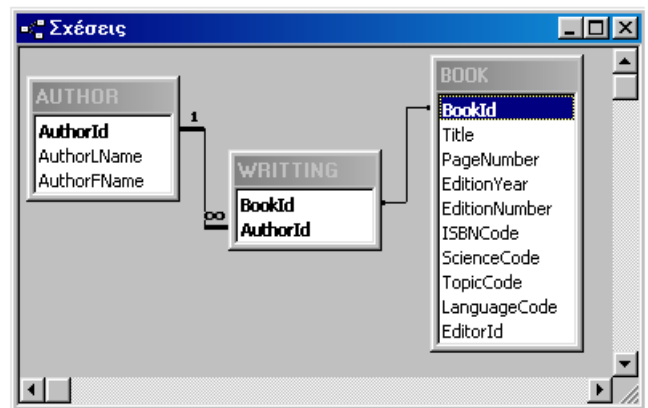 Σχέσεις
AUTHOR
AuthorId
AuthorLName
AuthorFName
1
∞
WRITTING
BookId
AuthorId
BOOK
BookId
Title
PageNumber
EditionYear
EditionNumber
ISBNCode
ScienceCode
TopicCode
LanguageCode
EditorId